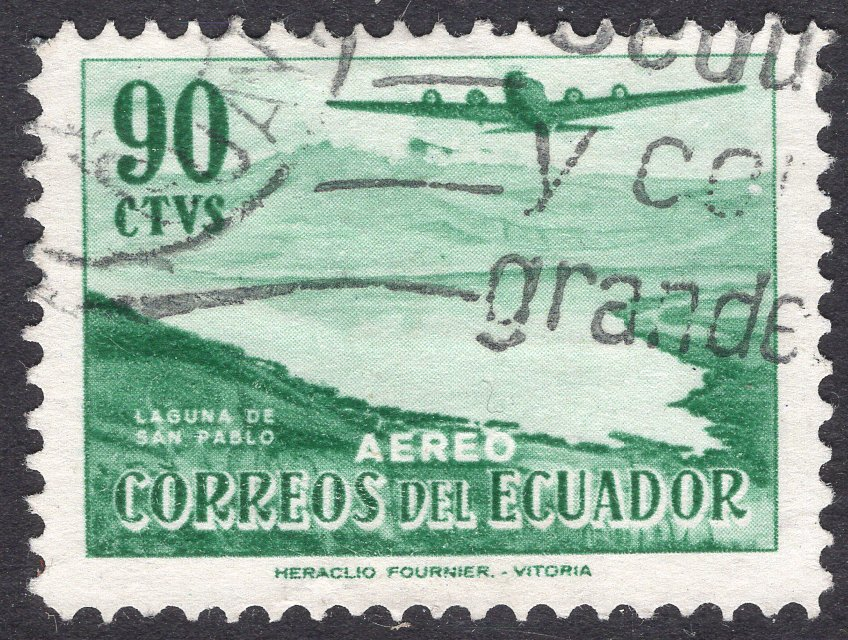 90
CTVS
y
grande
LAGUNA DE
SAN PABLO
AEREO
CORREOS DEL ECUADOR
HERACLIO FOURNIER. - VITORIA